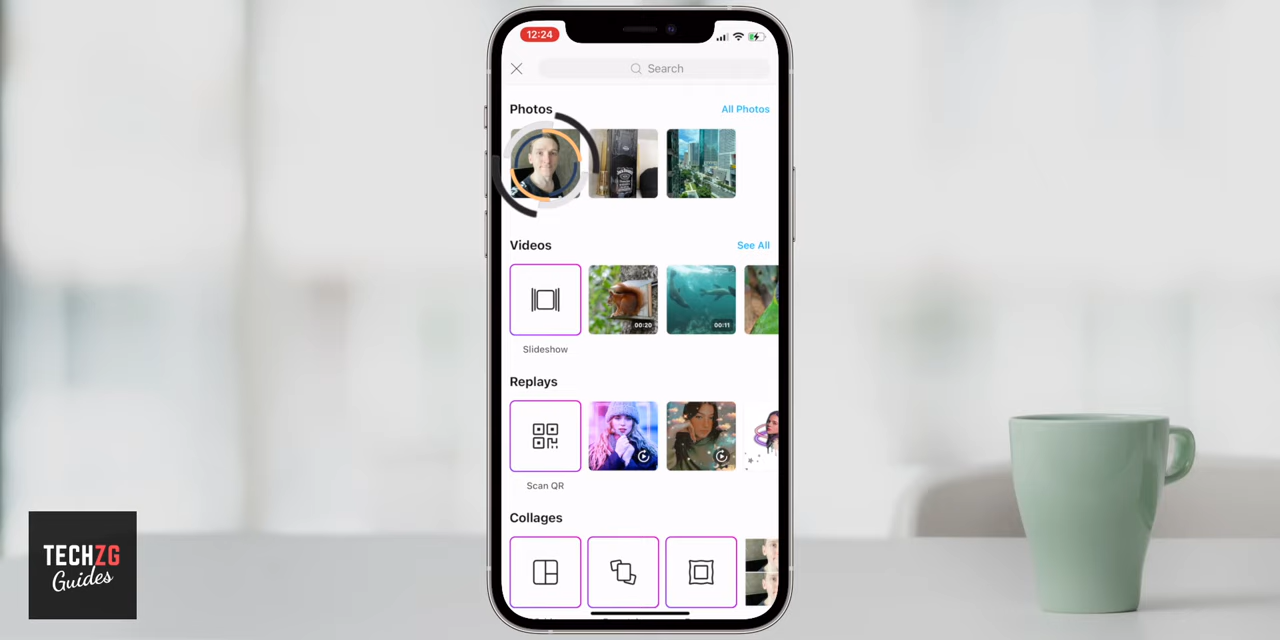 12:24
Search
Photos
All Photos
Videos
See All
00:20
00:11
Slideshow
Replays
Scan QR
Collages
TECHZG
Guides